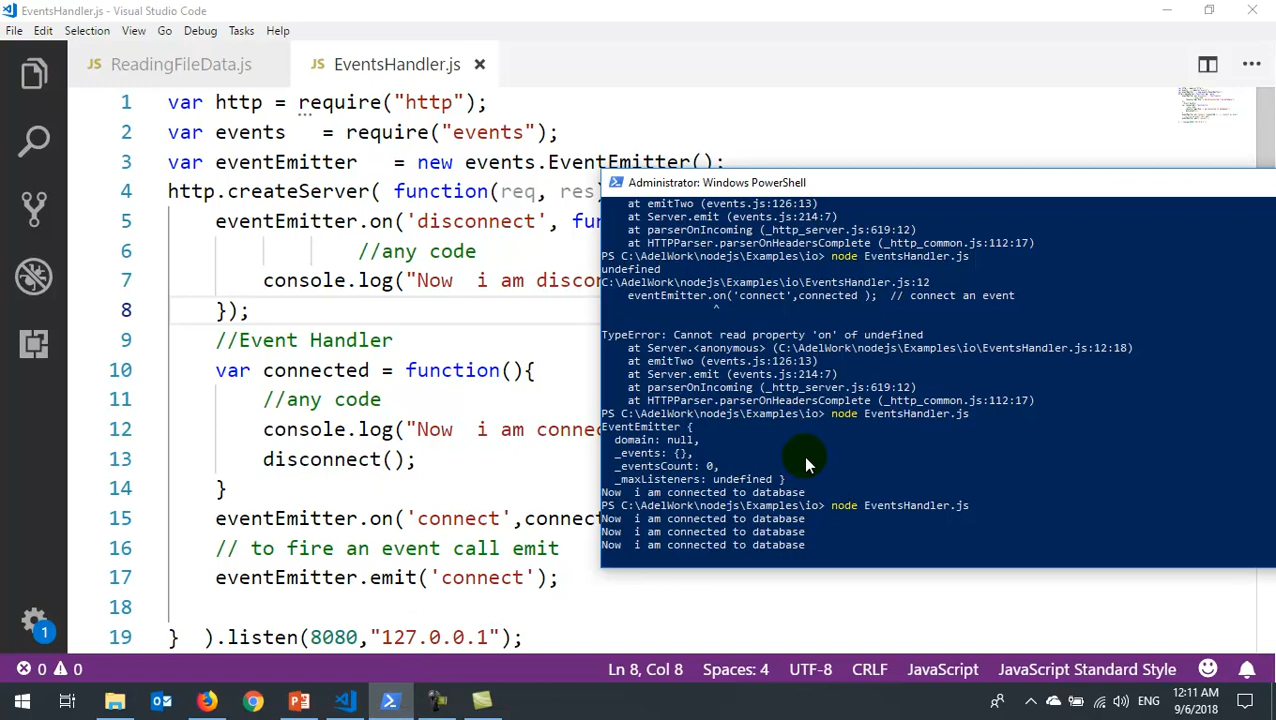 EventsHandler.js - Visual Studio Code
File Edit Selection View Go Debug Tasks Help
JS ReadingFileData.js JS EventsHandler.js
1 var http = require("http");
2 var events = require("events");
3 var eventEmitter = new events.EventEmitter();
4 http.createServer( function(req, res)
5 eventEmitter.on('disconnect',
6 //any code
7 console.log("Now i am
8 });
9 //Event Handler
10 var connected = function(){
11 //any code
12 console.log("Now i am
13 disconnect();
14 }
15 eventEmitter.on('connect',
16 // to fire an event call emit
17 eventEmitter.emit('connect');
18
19 } ).listen(8080,"127.0.0.1");
Administrator: Windows PowerShell
at emitTwo (events.js:126:13)
at Server.emit (events.js:214:7)
at parserOnIncoming (_http_server.js:619:12)
at HTTPParser.parserOnHeadersComplete (_http_common.js:112:17)
PS C:\AdelWork\nodejs\Examples\io> node EventsHandler.js
undefined
C:\AdelWork\nodejs\Examples\io\EventsHandler.js:12
eventEmitter.on('connect',connected ); // connect an event
^
TypeError: Cannot read property 'on' of undefined
at Server.<anonymous> (C:\AdelWork\nodejs\Examples\io\EventsHandler.js:12:18)
at emitTwo (events.js:126:13)
at Server.emit (events.js:214:7)
at parserOnIncoming (_http_server.js:619:12)
at HTTPParser.parserOnHeadersComplete (_http_common.js:112:17)
PS C:\AdelWork\nodejs\Examples\io> node EventsHandler.js
EventEmitter {
domain: null,
_events: {},
_eventsCount: 0,
_maxListeners: undefined }
Now i am connected to database
PS C:\AdelWork\nodejs\Examples\io> node EventsHandler.js
Now i am connected to database
Now i am connected to database
Now i am connected to database
0 0 Ln 8, Col 8 Spaces: 4 UTF-8 CRLF JavaScript JavaScript Standard Style
1
ENG 12:11 AM
9/6/2018